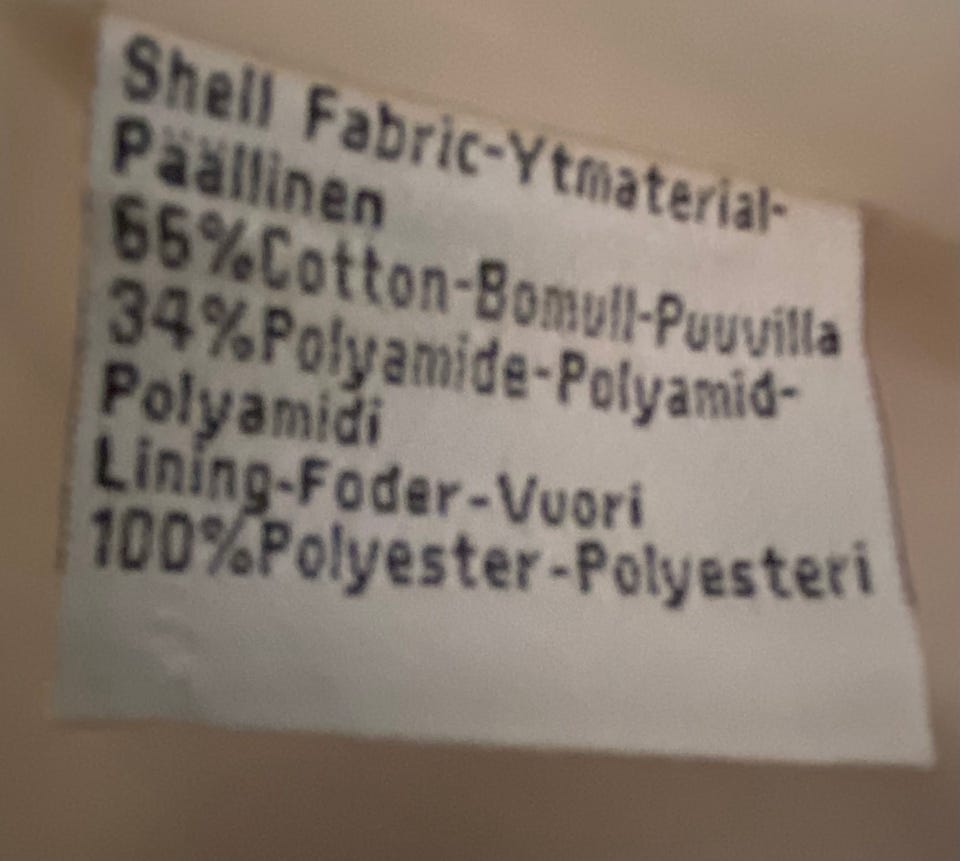 Shell Fabric-Ytmaterial-
Päällinen
66%Cotton-Bomull-Puuvilla
34%Polyamide-Polyamid-
Polyamidi
Lining-Foder-Vuori
100%Polyester-Polyesteri